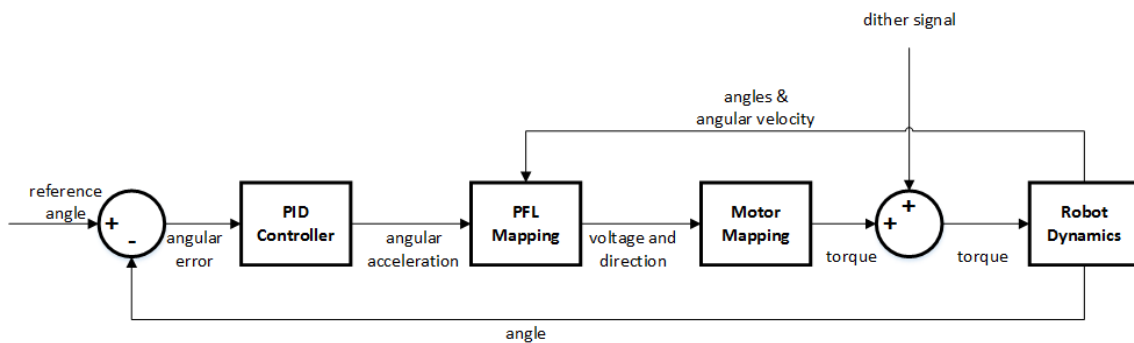 dither signal
angles &
angular velocity
reference
angle
+
-
angular
error
PID
Controller
angular
acceleration
PFL
Mapping
voltage and
direction
Motor
Mapping
torque
+
+
torque
Robot
Dynamics
angle